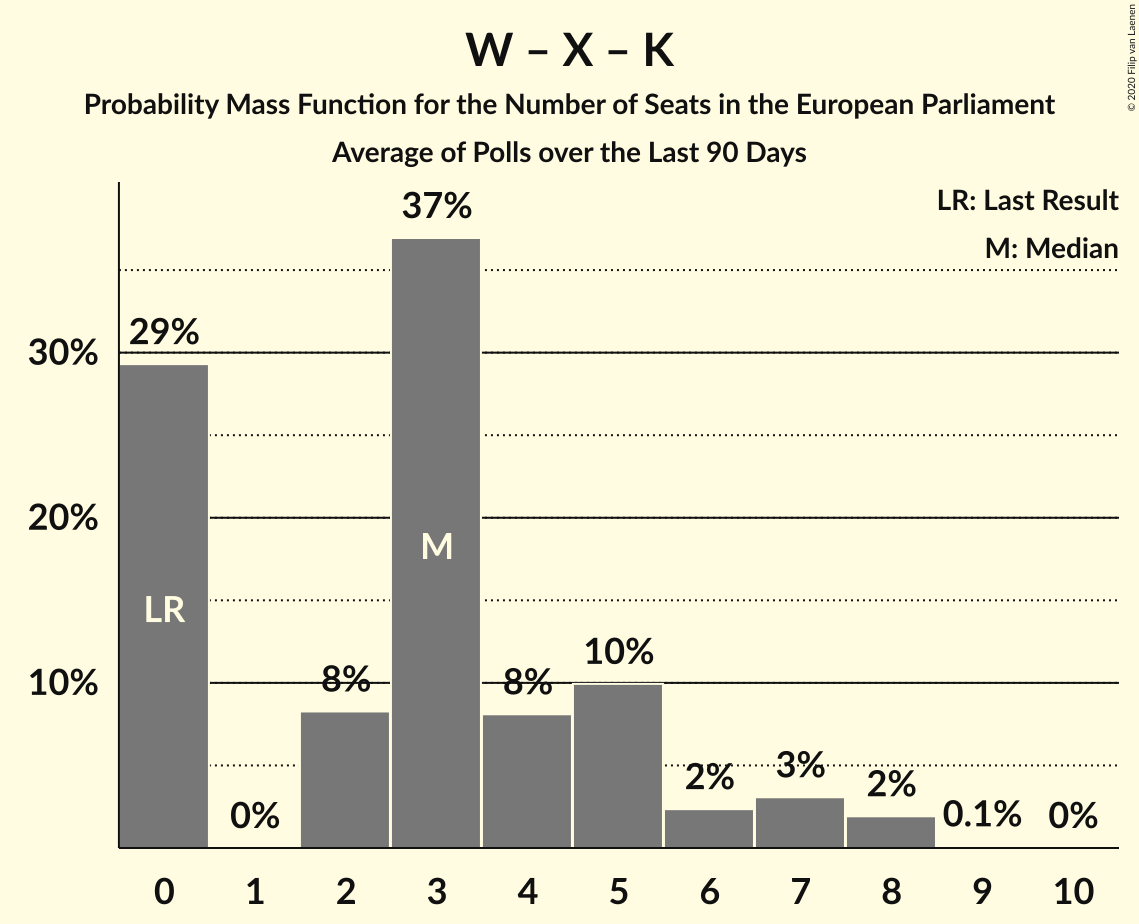 W – X – K
Probability Mass Function for the Number of Seats in the European Parliament
Average of Polls over the Last 90 Days
© 2020 Filip van Laenen
LR: Last Result
M: Median
37%
29%
30%
20%
M
LR
10%
10%
8%
8%
2%
3%
2%
0%
0.1%
0%
0 1 2 3 4 5 6 7 8 9 10